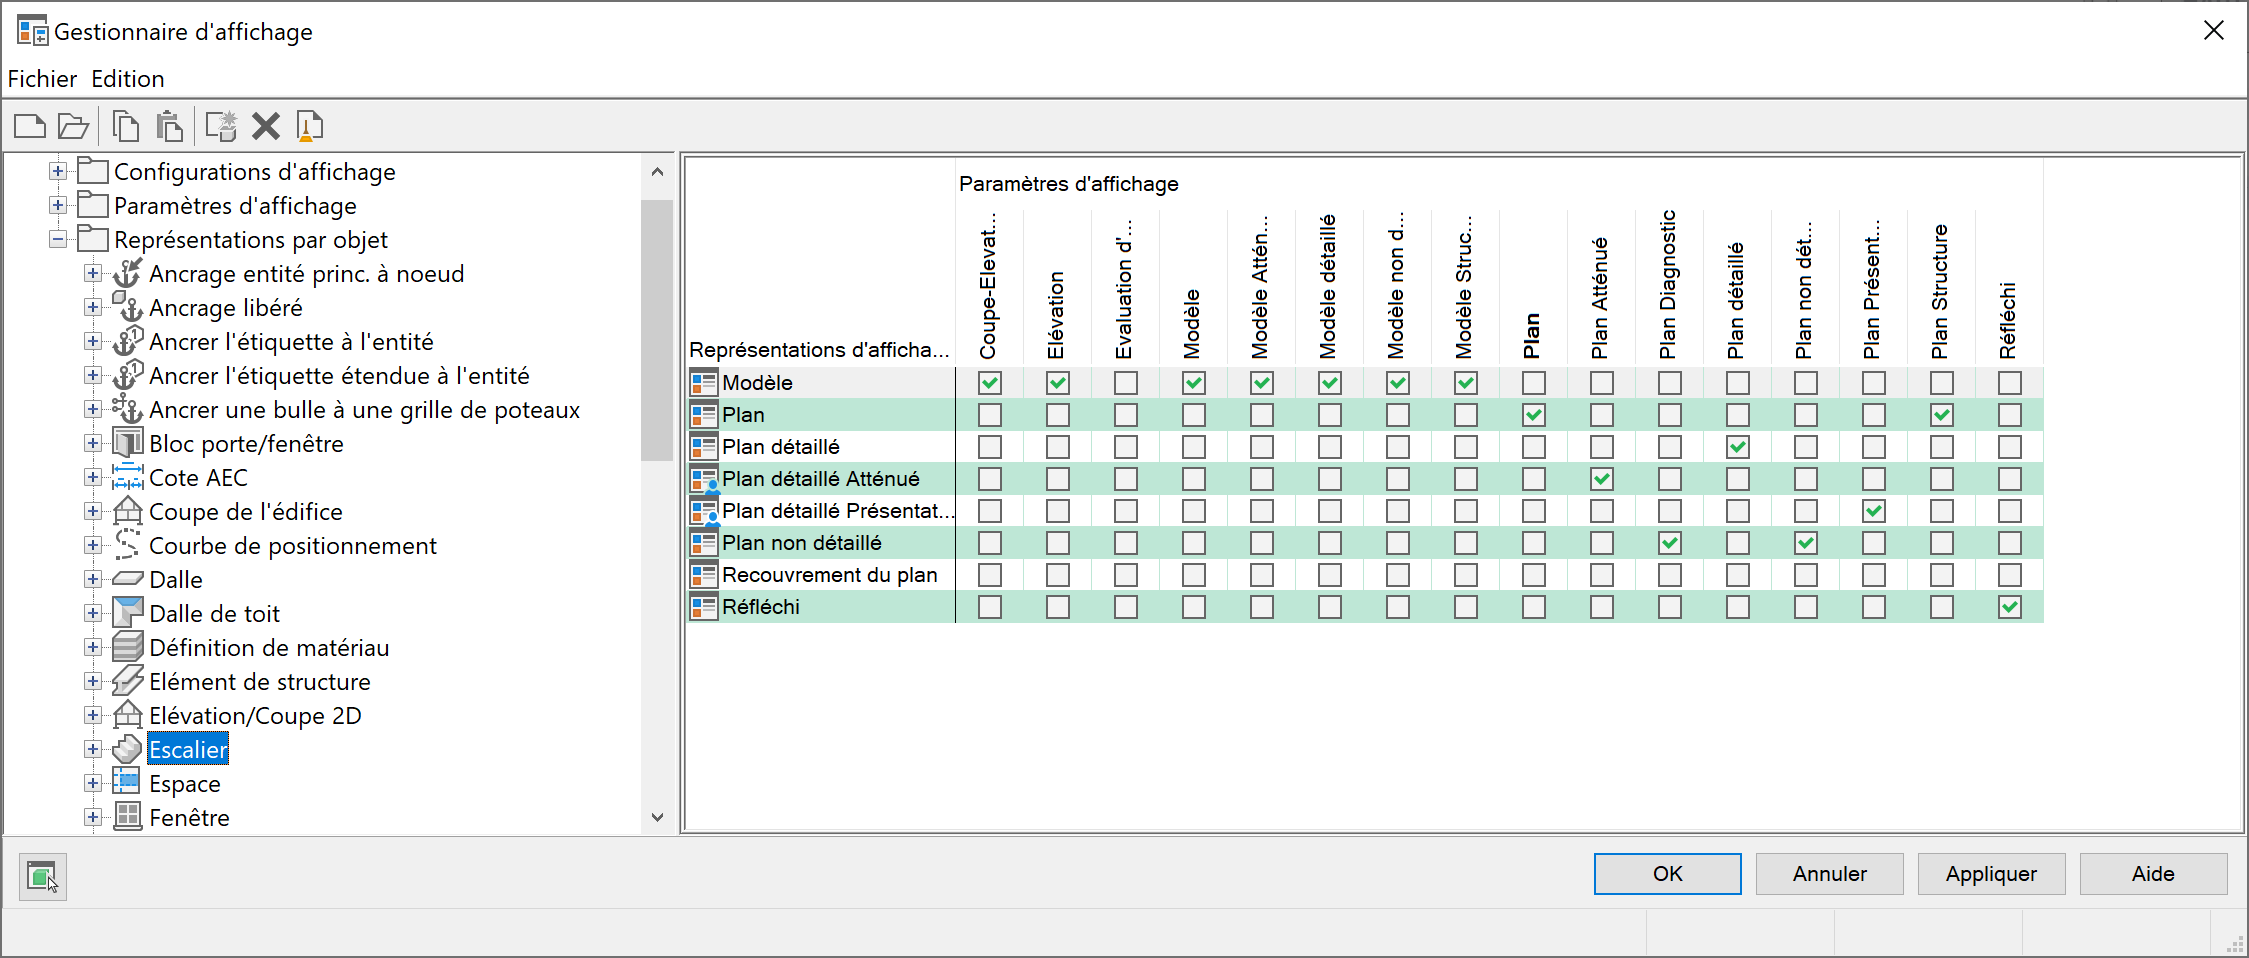 Gestionnaire d'affichage
Fichier Edition
Configurations d'affichage
Paramètres d'affichage
Représentations par objet
Ancrage entité princ. à noeud
Ancrage libéré
Ancrer l'étiquette à l'entité
Ancrer l'étiquette étendue à l'entité
Ancrer une bulle à une grille de poteaux
Bloc porte/fenêtre
Cote AEC
Coupe de l'édifice
Courbe de positionnement
Dalle
Dalle de toit
Définition de matériau
Elément de structure
Elévation/Coupe 2D
Escalier
Espace
Fenêtre
Paramètres d'affichage
Représentations d'afficha...
Coupe-Elevat...
Elévation
Evaluation d'...
Modèle
Modèle Attén...
Modèle détaillé
Modèle non d...
Modèle Struc...
Plan
Plan Atténué
Plan Diagnostic
Plan détaillé
Plan non dét...
Plan Présent...
Plan Structure
Réfléchi
Modèle
Plan
Plan détaillé
Plan détaillé Atténué
Plan détaillé Présentat...
Plan non détaillé
Recouvrement du plan
Réfléchi
OK Annuler Appliquer Aide